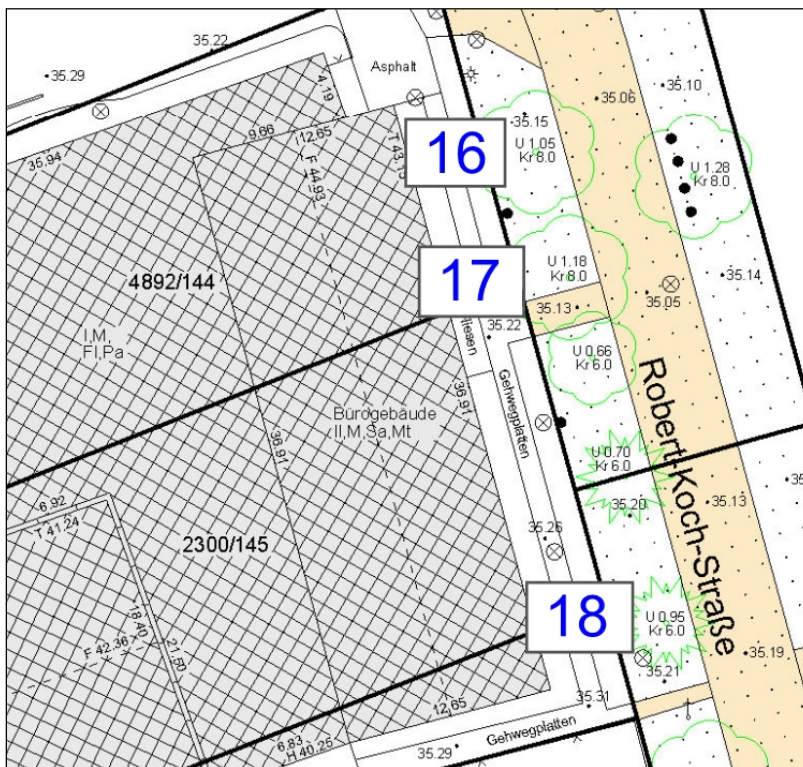 35.22
35.29
Asphalt
4.19
35.06
35.10
35.15
9.66
12.65
T 43.15
16
U 1.05
Kr 8.0
U 1.28
Kr 8.0
35.94
F 44.93
4892/144
17
U 1.18
Kr 8.0
35.14
35.05
35.13
35.22
I,M,
Fl,Pa
U 0.66
Kr 6.0
Robert-Koch-Straße
Gehwegplatten
36.91
36.91
Bürogebäude
II,M,Sa,Mt
U 0.70
Kr 6.0
6.92
T 41.24
35.20
35.13
2300/145
35.26
18
U 0.95
Kr 6.0
18.40
21.50
F 42.36
35.19
35.21
35.31
12.65
6.83
H 40.25
Gehwegplatten
35.29